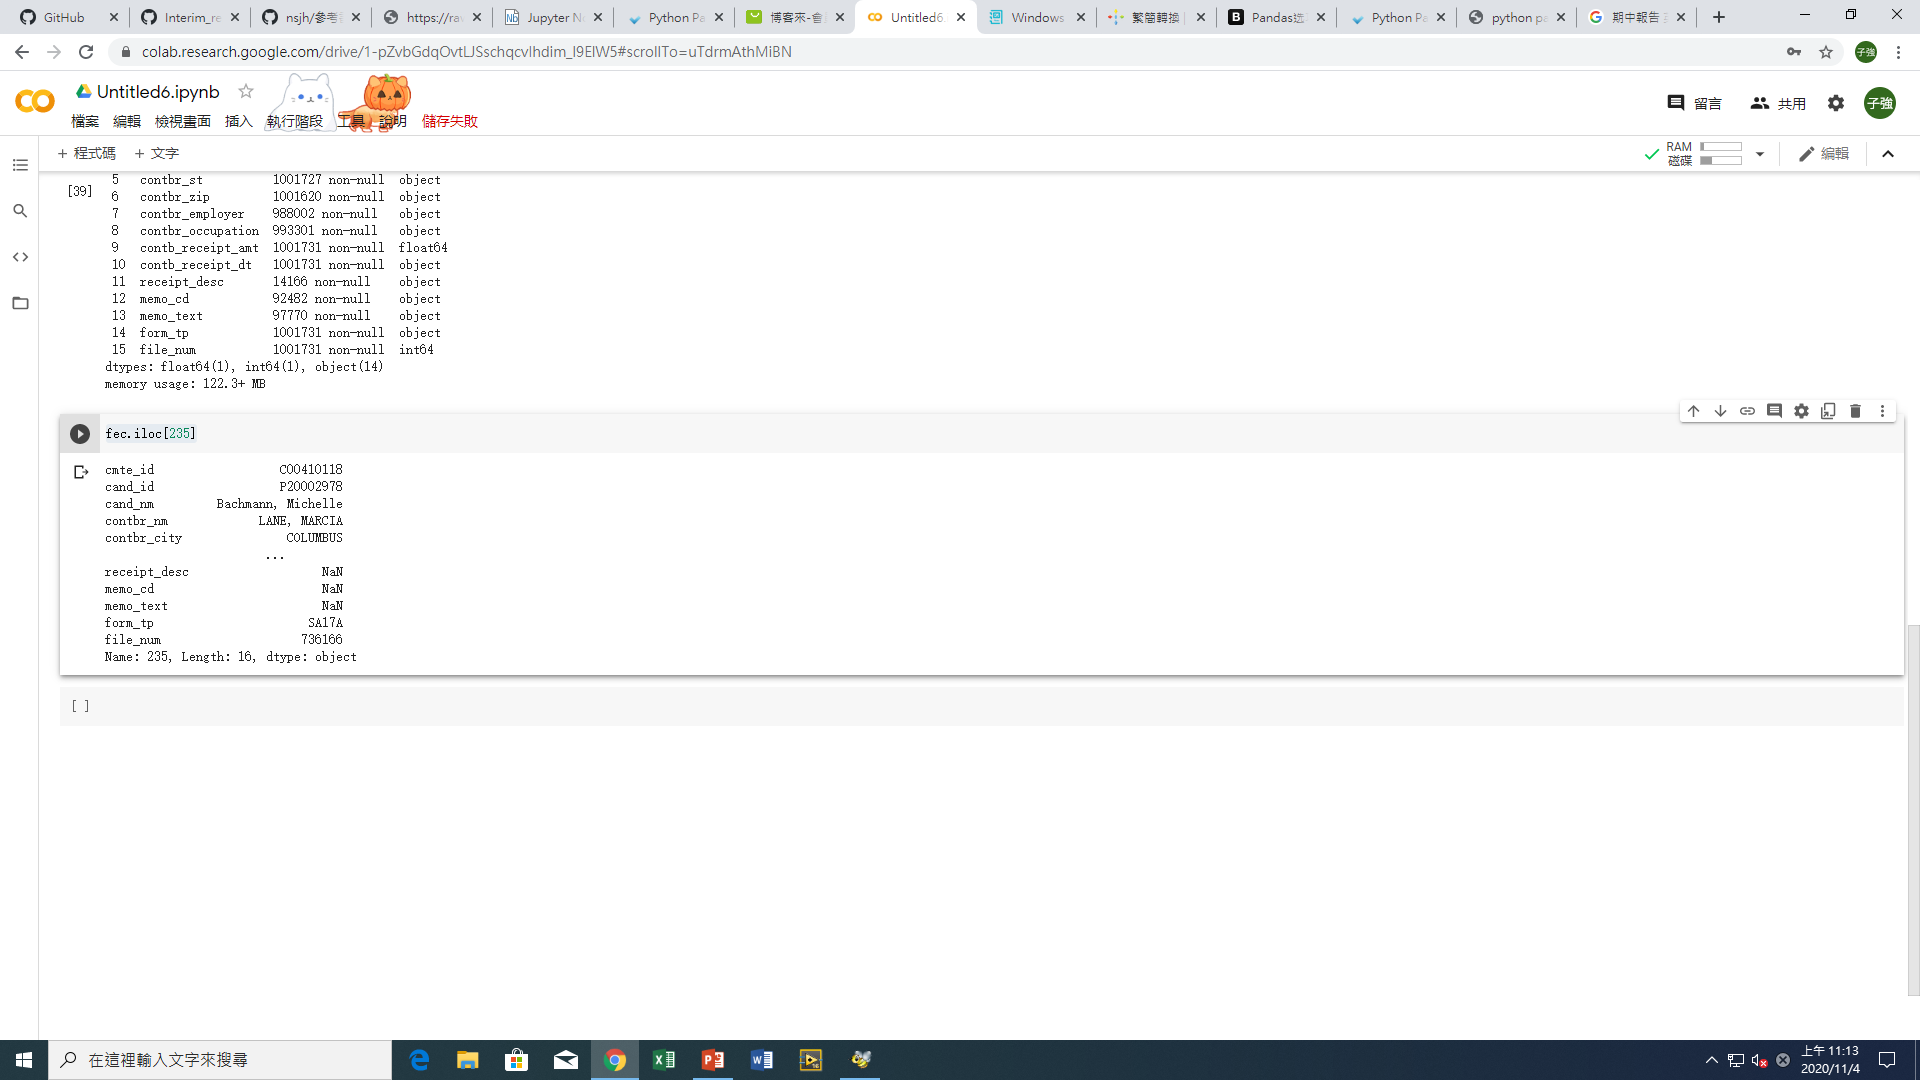 GitHub
Interim_re
nsjh/參考
https://ra
Jupyter N
Python Pa
博客來-會
Untitled6.
Windows
繁簡轉換
Pandas选
Python Pa
python pa
期中報告
colab.research.google.com/drive/1-pZvbGdqOvtLJSschqcvlhdim_I9ElW5#scrollTo=uTdrmAthMiBN
子強
Untitled6.ipynb
檔案 編輯 檢視畫面 插入 執行階段 工具 說明 儲存失敗
留言 共用 子強
+ 程式碼 + 文字
RAM
磁碟
編輯
[39]
5 contbr_st 1001727 non-null object
6 contbr_zip 1001620 non-null object
7 contbr_employer 988002 non-null object
8 contbr_occupation 993301 non-null object
9 contb_receipt_amt 1001731 non-null float64
10 contb_receipt_dt 1001731 non-null object
11 receipt_desc 14166 non-null object
12 memo_cd 92482 non-null object
13 memo_text 97770 non-null object
14 form_tp 1001731 non-null object
15 file_num 1001731 non-null int64
dtypes: float64(1), int64(1), object(14)
memory usage: 122.3+ MB
fec.iloc[235]
cmte_id C00410118
cand_id P20002978
cand_nm Bachmann, Michelle
contbr_nm LANE, MARCIA
contbr_city COLUMBUS
...
receipt_desc NaN
memo_cd NaN
memo_text NaN
form_tp SA17A
file_num 736166
Name: 235, Length: 16, dtype: object
[ ]
在這裡輸入文字來搜尋
上午 11:13
2020/11/4